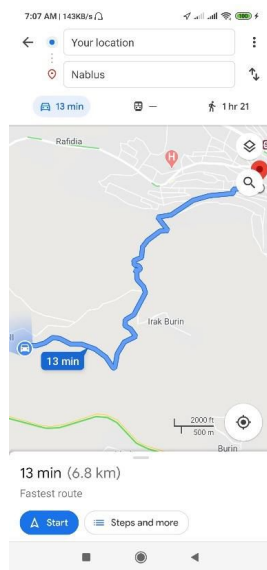 7:07 AM | 143KB/s
100
Your location
Nablus
13 min
—
1 hr 21
Rafidia
H
13 min
Irak Burin
2000 ft
500 m
Burin
13 min (6.8 km)
Fastest route
Start
Steps and more